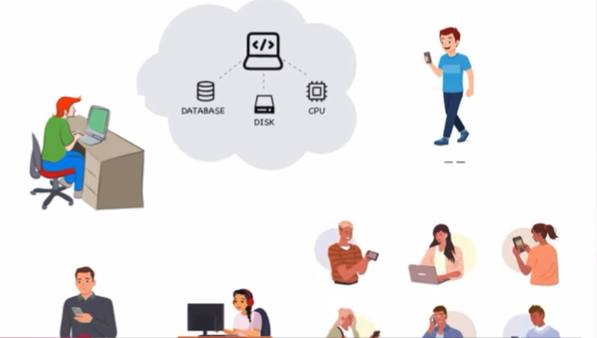 </>
DATABASE
DISK
CPU